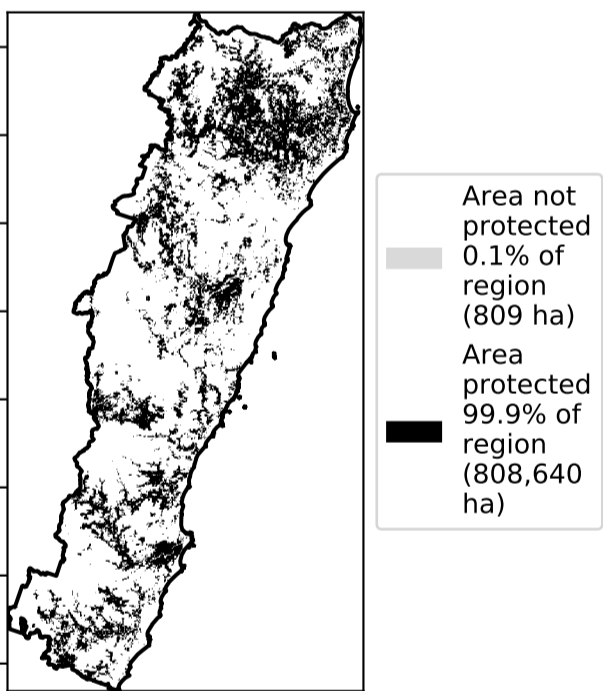 Area not
protected
0.1% of
region
(809 ha)
Area
protected
99.9% of
region
(808,640
ha)